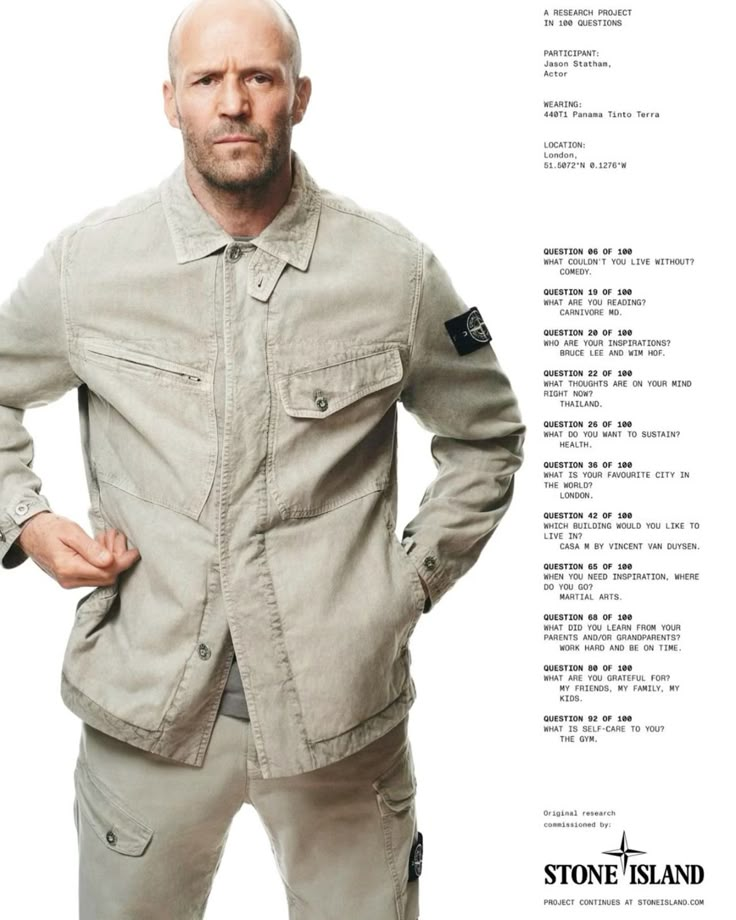 A RESEARCH PROJECT
IN 100 QUESTIONS
PARTICIPANT:
Jason Statham,
Actor
WEARING:
440T1 Panama Tinto Terra
LOCATION:
London,
51.5072°N 0.1276°W
QUESTION 06 OF 100
WHAT COULDN'T YOU LIVE WITHOUT?
COMEDY.
QUESTION 19 OF 100
WHAT ARE YOU READING?
CARNIVORE MD.
QUESTION 20 OF 100
WHO ARE YOUR INSPIRATIONS?
BRUCE LEE AND WIM HOF.
QUESTION 22 OF 100
WHAT THOUGHTS ARE ON YOUR MIND
RIGHT NOW?
THAILAND.
QUESTION 26 OF 100
WHAT DO YOU WANT TO SUSTAIN?
HEALTH.
QUESTION 36 OF 100
WHAT IS YOUR FAVOURITE CITY IN
THE WORLD?
LONDON.
QUESTION 42 OF 100
WHICH BUILDING WOULD YOU LIKE TO
LIVE IN?
CASA M BY VINCENT VAN DUYSEN.
QUESTION 65 OF 100
WHEN YOU NEED INSPIRATION, WHERE
DO YOU GO?
MARTIAL ARTS.
QUESTION 68 OF 100
WHAT DID YOU LEARN FROM YOUR
PARENTS AND/OR GRANDPARENTS?
WORK HARD AND BE ON TIME.
QUESTION 80 OF 100
WHAT ARE YOU GRATEFUL FOR?
MY FRIENDS, MY FAMILY, MY
KIDS.
QUESTION 92 OF 100
WHAT IS SELF-CARE TO YOU?
THE GYM.
Original research
commissioned by:
STONE ISLAND
PROJECT CONTINUES AT STONEISLAND.COM